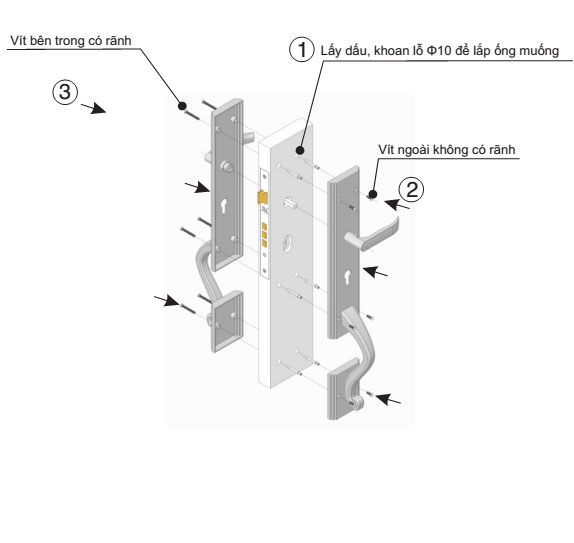 Vít bên trong có rãnh
① Lấy dấu, khoan lỗ Φ10 để lắp ống muống
③
Vít ngoài không có rãnh
②